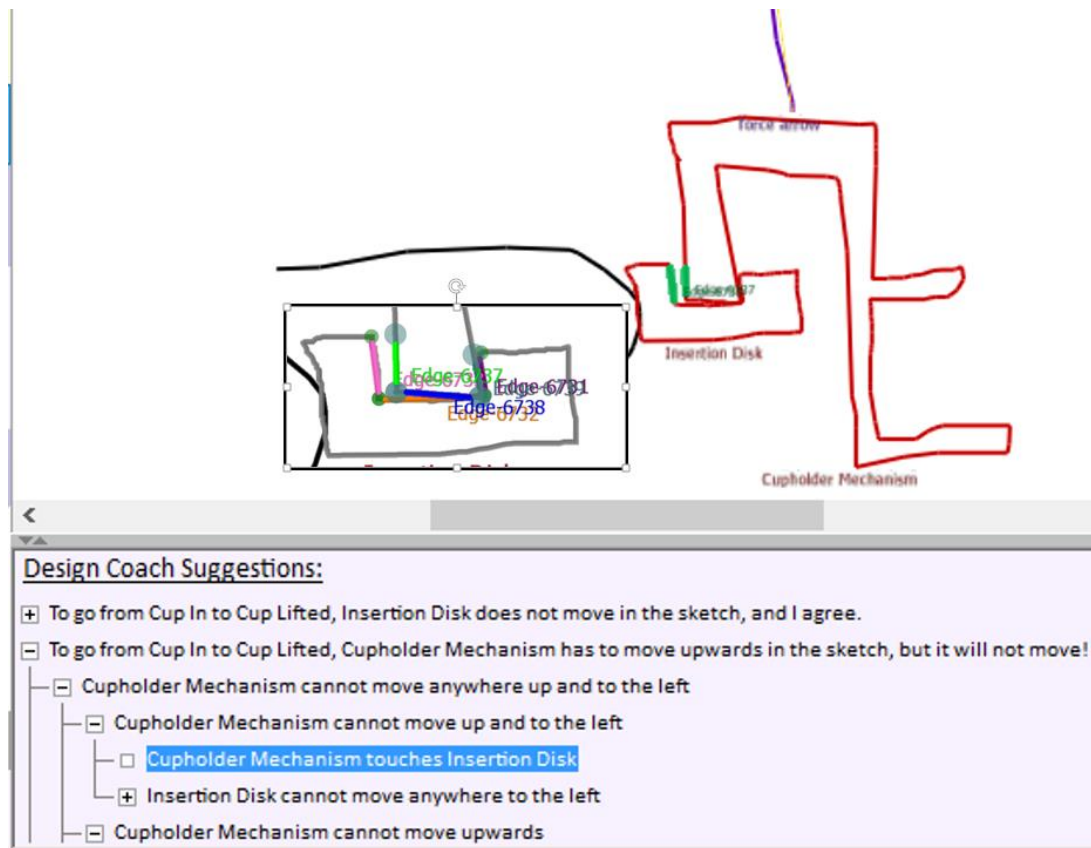 force arrow
Edge-6737
Insertion Disk
Edge-6737
Edge-6731
Edge-6738
Edge-6732
Cupholder Mechanism
Design Coach Suggestions:
To go from Cup In to Cup Lifted, Insertion Disk does not move in the sketch, and I agree.
To go from Cup In to Cup Lifted, Cupholder Mechanism has to move upwards in the sketch, but it will not move!
Cupholder Mechanism cannot move anywhere up and to the left
Cupholder Mechanism cannot move up and to the left
Cupholder Mechanism touches Insertion Disk
Insertion Disk cannot move anywhere to the left
Cupholder Mechanism cannot move upwards